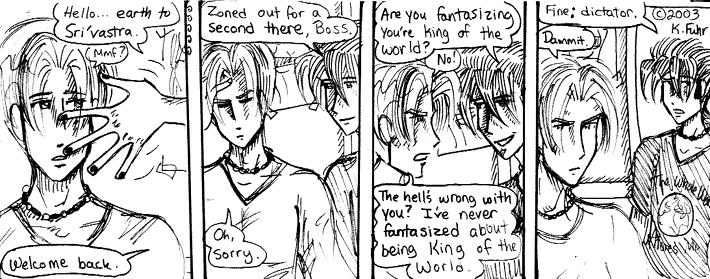 Hello... earth to
Sri'vastra.
Mmf?
Welcome back.
Zoned out for a
second there, Boss.
Oh,
sorry.
Are you fantasizing
you're king of the
world?
No!
The hell's wrong with
you? I've never
fantasized about
being King of the
World.
Fine; dictator.
Dammit.
©2003
K. Fuhr
The Whole